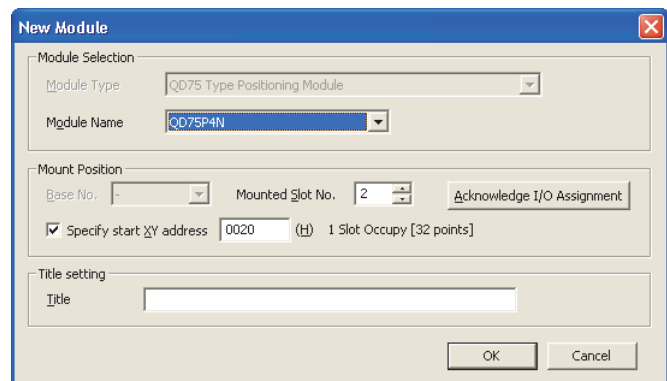 New Module
Module Selection
Module Type QD75 Type Positioning Module
Module Name QD75P4N
Mount Position
Base No. - Mounted Slot No. 2 Acknowledge I/O Assignment
Specify start XY address 0020 (H) 1 Slot Occupy [32 points]
Title setting
Title
OK Cancel